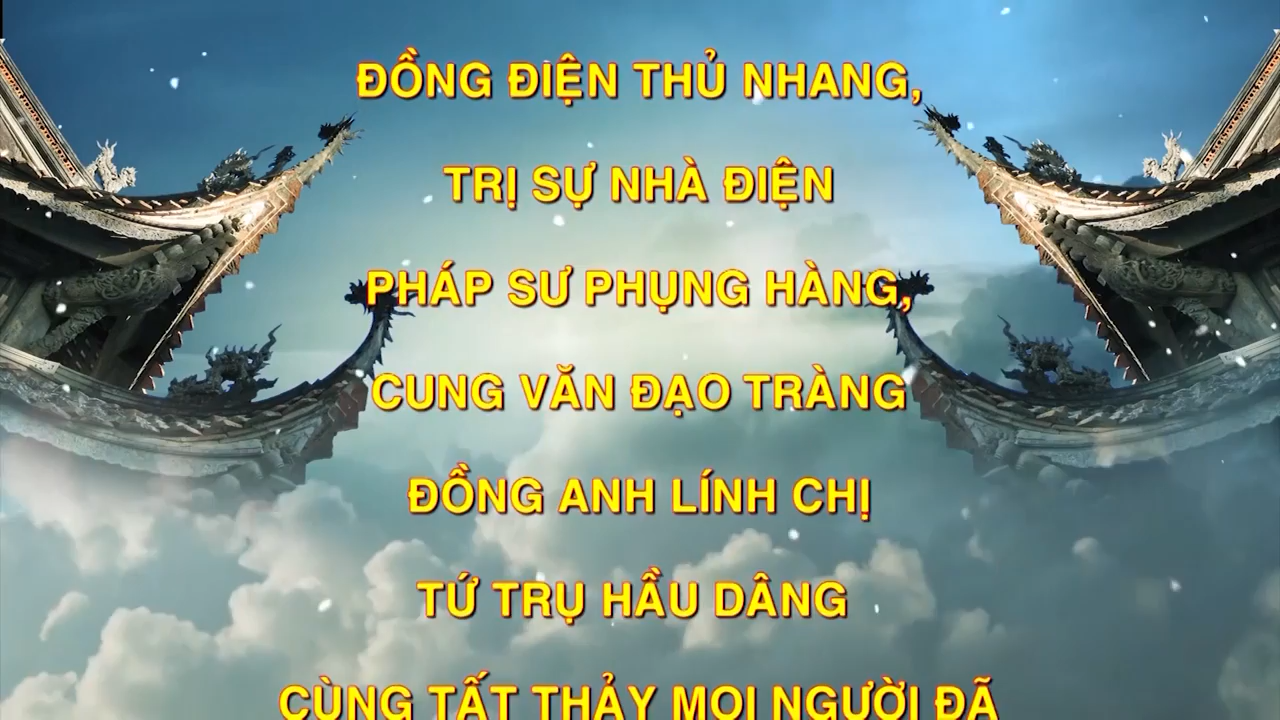 ĐỒNG ĐIỆN THỦ NHANG,
TRỊ SỰ NHÀ ĐIỆN
PHÁP SƯ PHỤNG HÀNG,
CUNG VĂN ĐẠO TRÀNG
ĐỒNG ANH LÍNH CHỊ
TỨ TRỤ HẦU DÂNG
CÙNG TẤT THẢY MỌI NGƯỜI ĐÃ